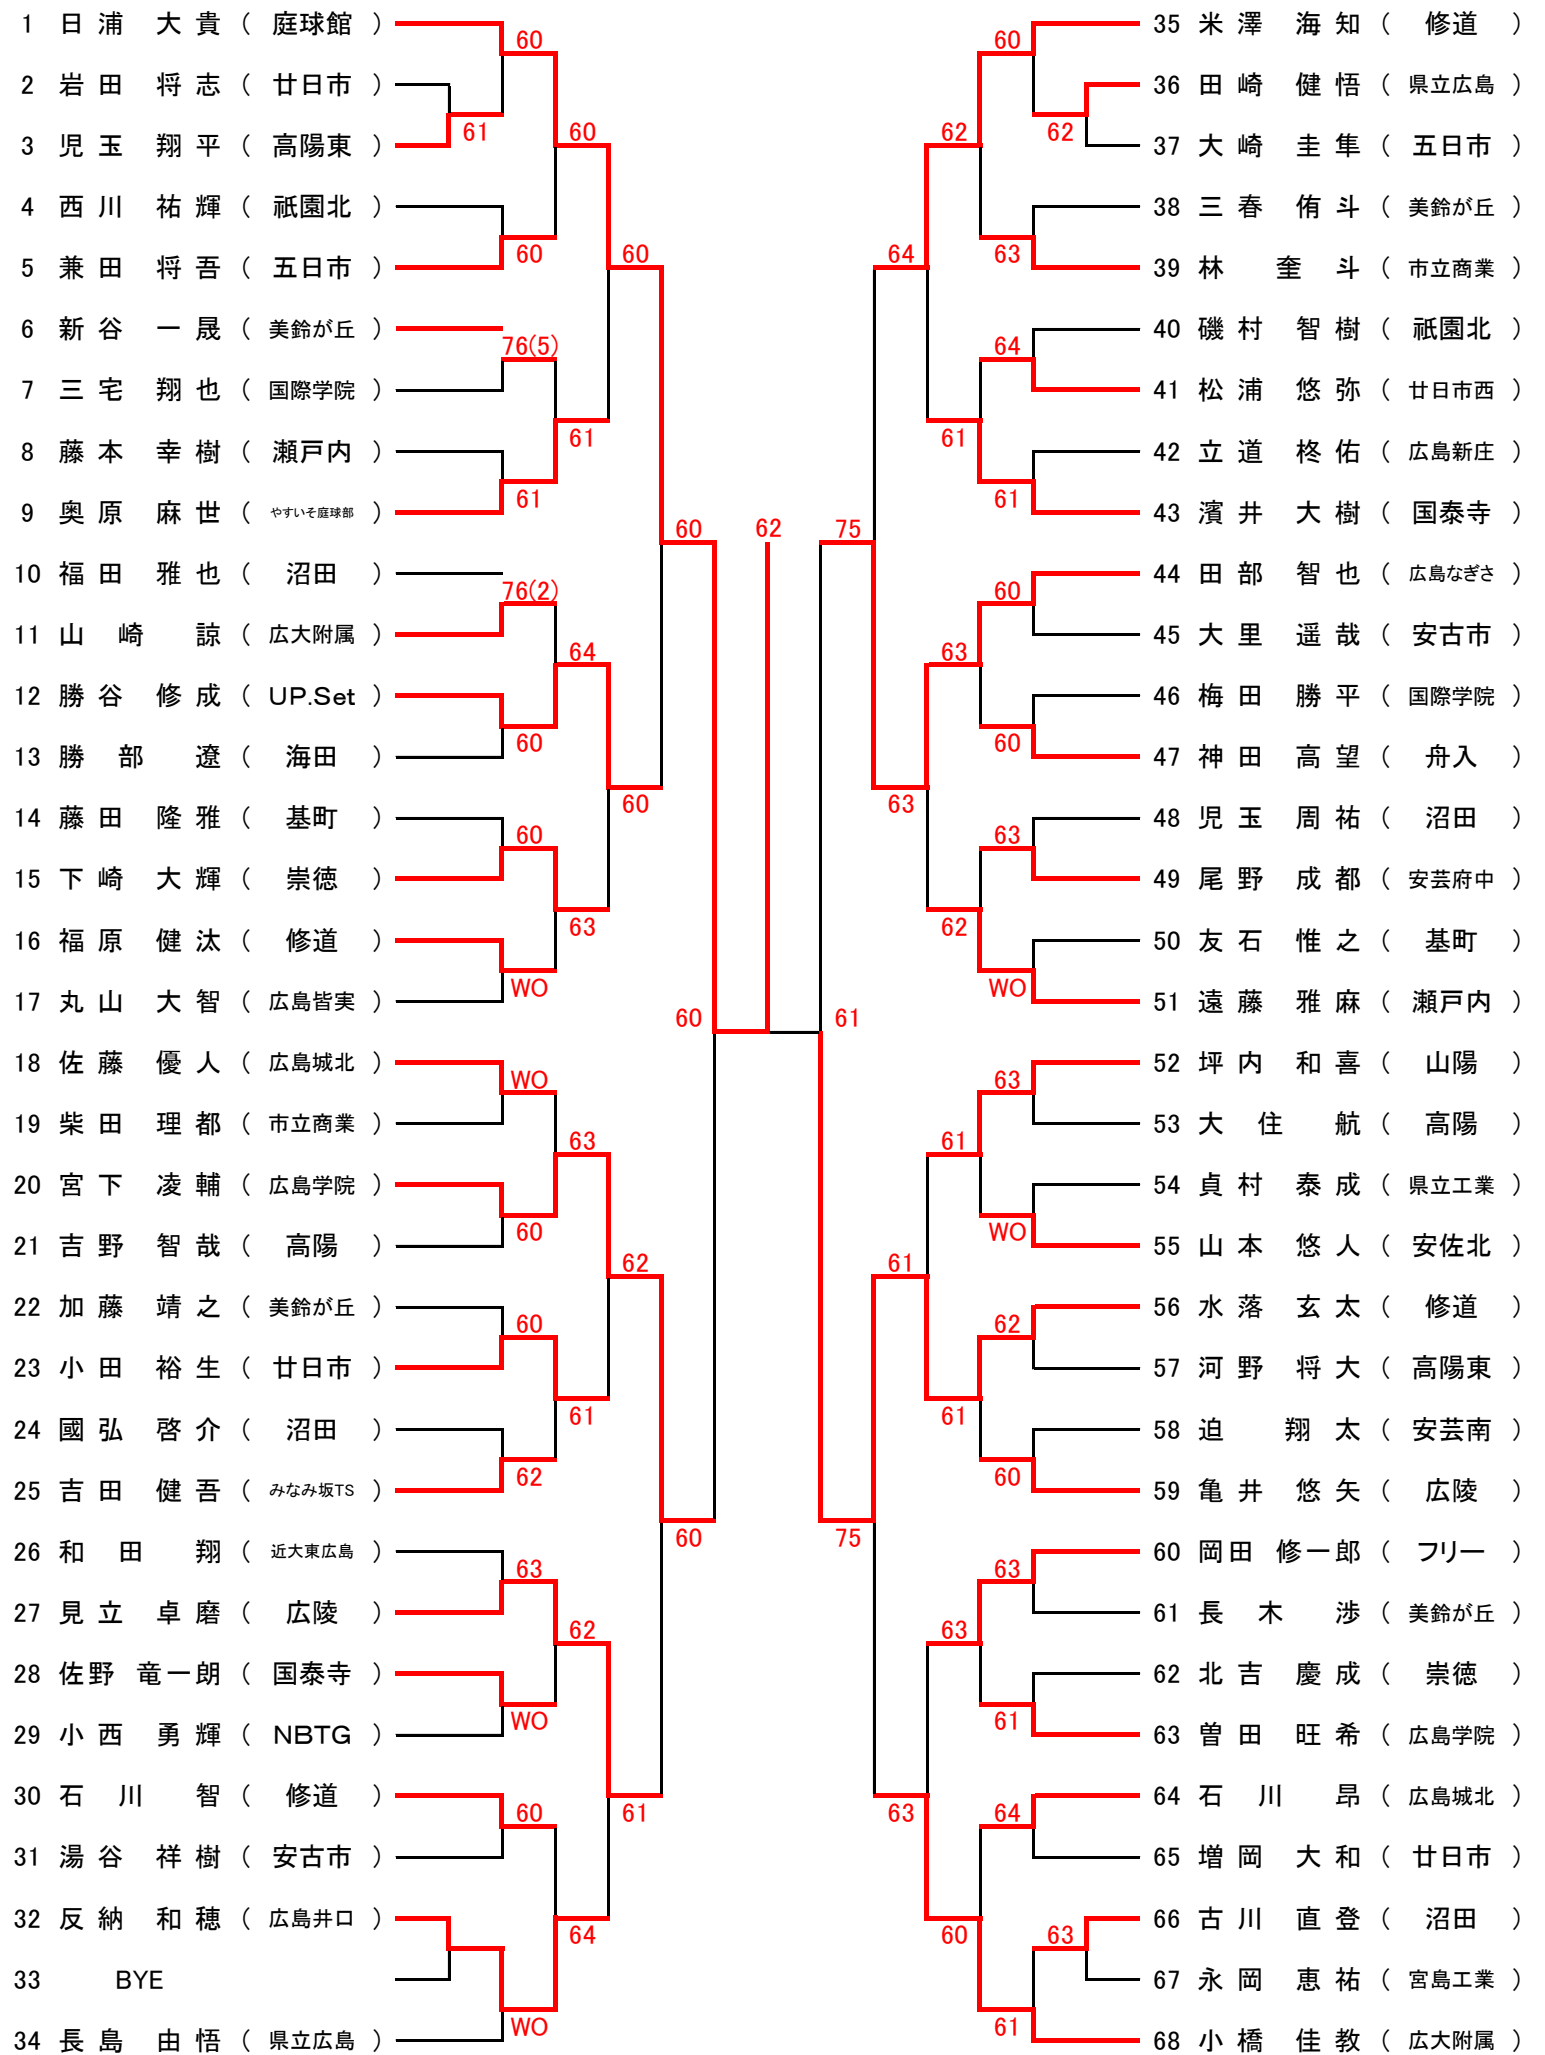 1 日浦 大貴 ( 庭球館 )
2 岩田 将志 ( 廿日市 )
3 児玉 翔平 ( 高陽東 )
4 西川 祐輝 ( 祇園北 )
5 兼田 将吾 ( 五日市 )
6 新谷 一晟 ( 美鈴が丘 )
7 三宅 翔也 ( 国際学院 )
8 藤本 幸樹 ( 瀬戸内 )
9 奥原 麻世 ( やすいそ庭球部 )
10 福田 雅也 ( 沼田 )
11 山崎 諒 ( 広大附属 )
12 勝谷 修成 ( UP.Set )
13 勝部 遼 ( 海田 )
14 藤田 隆雅 ( 基町 )
15 下崎 大輝 ( 崇徳 )
16 福原 健汰 ( 修道 )
17 丸山 大智 ( 広島皆実 )
18 佐藤 優人 ( 広島城北 )
19 柴田 理都 ( 市立商業 )
20 宮下 凌輔 ( 広島学院 )
21 吉野 智哉 ( 高陽 )
22 加藤 靖之 ( 美鈴が丘 )
23 小田 裕生 ( 廿日市 )
24 國弘 啓介 ( 沼田 )
25 吉田 健吾 ( みなみ坂TS )
26 和田 翔 ( 近大東広島 )
27 見立 卓磨 ( 広陵 )
28 佐野 竜一朗 ( 国泰寺 )
29 小西 勇輝 ( NBTG )
30 石川 智 ( 修道 )
31 湯谷 祥樹 ( 安古市 )
32 反納 和穂 ( 広島井口 )
33 BYE
34 長島 由悟 ( 県立広島 )
61
60
60
76(5)
61
76(2)
60
60
WO
WO
60
60
62
63
WO
60
WO
60
61
64
63
63
61
62
64
60
60
62
61
60
60
60
62
61
75
75
64
63
61
63
62
61
63
62
61
61
63
60
60
63
64
61
60
60
63
WO
63
WO
62
60
63
61
64
61
62
63
35 米澤 海知 ( 修道 )
36 田崎 健悟 ( 県立広島 )
37 大崎 圭隼 ( 五日市 )
38 三春 侑斗 ( 美鈴が丘 )
39 林 奎斗 ( 市立商業 )
40 磯村 智樹 ( 祇園北 )
41 松浦 悠弥 ( 廿日市西 )
42 立道 柊佑 ( 広島新庄 )
43 濱井 大樹 ( 国泰寺 )
44 田部 智也 ( 広島なぎさ )
45 大里 遥哉 ( 安古市 )
46 梅田 勝平 ( 国際学院 )
47 神田 高望 ( 舟入 )
48 児玉 周祐 ( 沼田 )
49 尾野 成都 ( 安芸府中 )
50 友石 惟之 ( 基町 )
51 遠藤 雅麻 ( 瀬戸内 )
52 坪内 和喜 ( 山陽 )
53 大住 航 ( 高陽 )
54 貞村 泰成 ( 県立工業 )
55 山本 悠人 ( 安佐北 )
56 水落 玄太 ( 修道 )
57 河野 将大 ( 高陽東 )
58 迫 翔太 ( 安芸南 )
59 亀井 悠矢 ( 広陵 )
60 岡田 修一郎 ( フリー )
61 長木 渉 ( 美鈴が丘 )
62 北吉 慶成 ( 崇徳 )
63 曽田 旺希 ( 広島学院 )
64 石川 昂 ( 広島城北 )
65 増岡 大和 ( 廿日市 )
66 古川 直登 ( 沼田 )
67 永岡 恵祐 ( 宮島工業 )
68 小橋 佳教 ( 広大附属 )